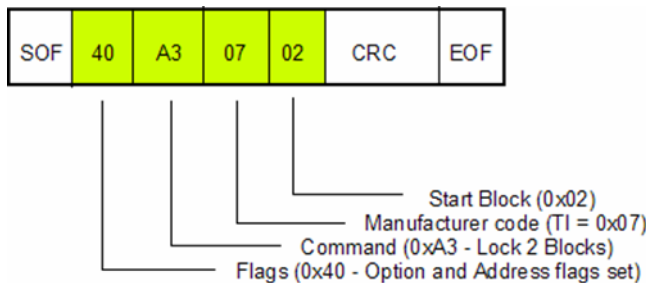 SOF 40 A3 07 02 CRC EOF
Start Block (0x02)
Manufacturer code (TI = 0x07)
Command (0xA3 - Lock 2 Blocks)
Flags (0x40 - Option and Address flags set)